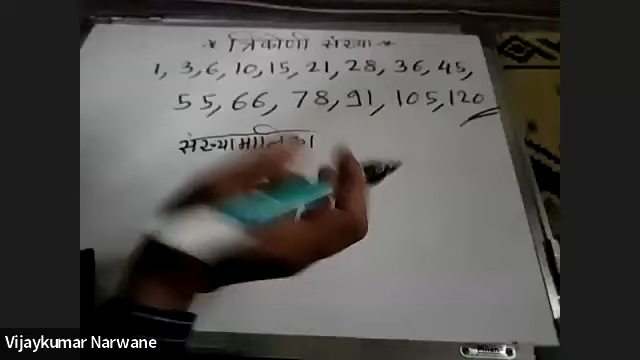 * त्रिकोणी संख्या *
1, 3, 6, 10, 15, 21, 28, 36, 45,
55, 66, 78, 91, 105, 120
संख्यामालिका
Vijaykumar Narwane